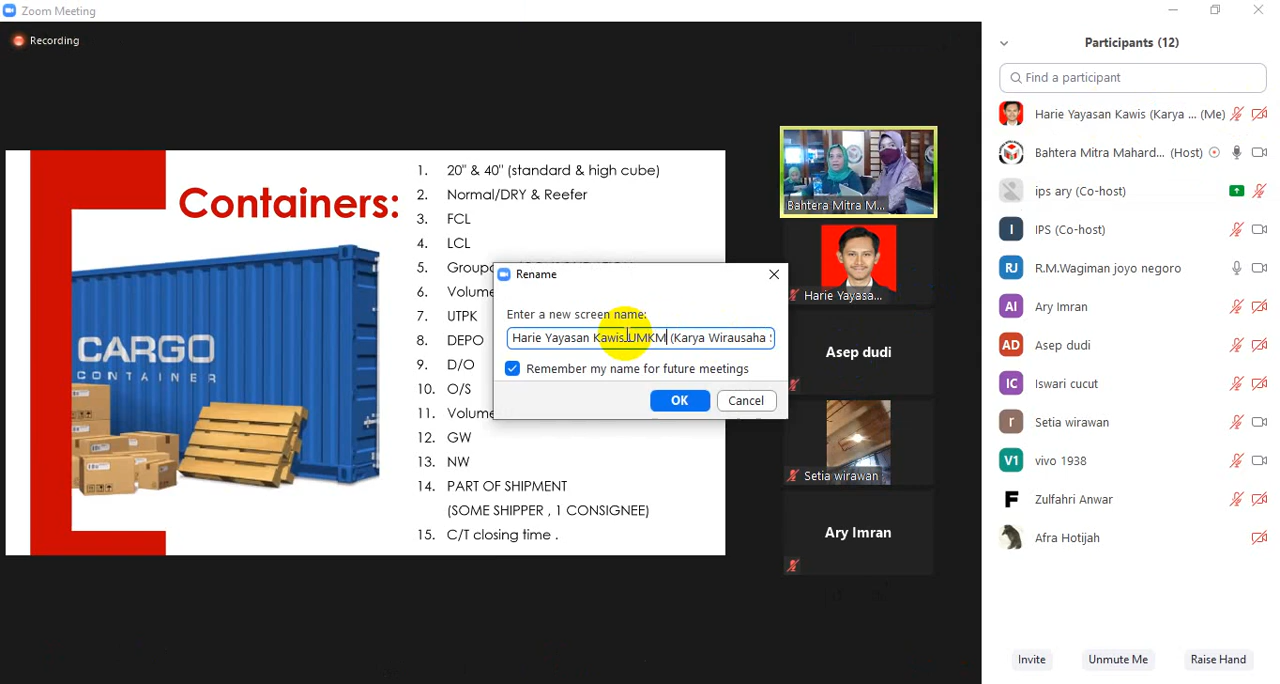 Zoom Meeting
Recording
Containers:
CARGO
CONTAINER
1. 20" & 40" (standard & high cube)
2. Normal/DRY & Reefer
3. FCL
4. LCL
5. Groupa
6. Volume
7. UTPK
8. DEPO
9. D/O
10. O/S
11. Volume
12. GW
13. NW
14. PART OF SHIPMENT
(SOME SHIPPER , 1 CONSIGNEE)
15. C/T closing time .
Rename
Enter a new screen name:
Harie Yayasan Kawis UMKM (Karya Wirausaha
Remember my name for future meetings
OK
Cancel
Bahtera Mitra M...
Harie Yayasa...
Asep dudi
Setia wirawan
Ary Imran
Participants (12)
Find a participant
Harie Yayasan Kawis (Karya ... (Me)
Bahtera Mitra Mahard... (Host)
ips ary (Co-host)
I IPS (Co-host)
RJ R.M.Wagiman joyo negoro
AI Ary Imran
AD Asep dudi
IC Iswari cucut
r Setia wirawan
V1 vivo 1938
F Zulfahri Anwar
Afra Hotijah
Invite
Unmute Me
Raise Hand